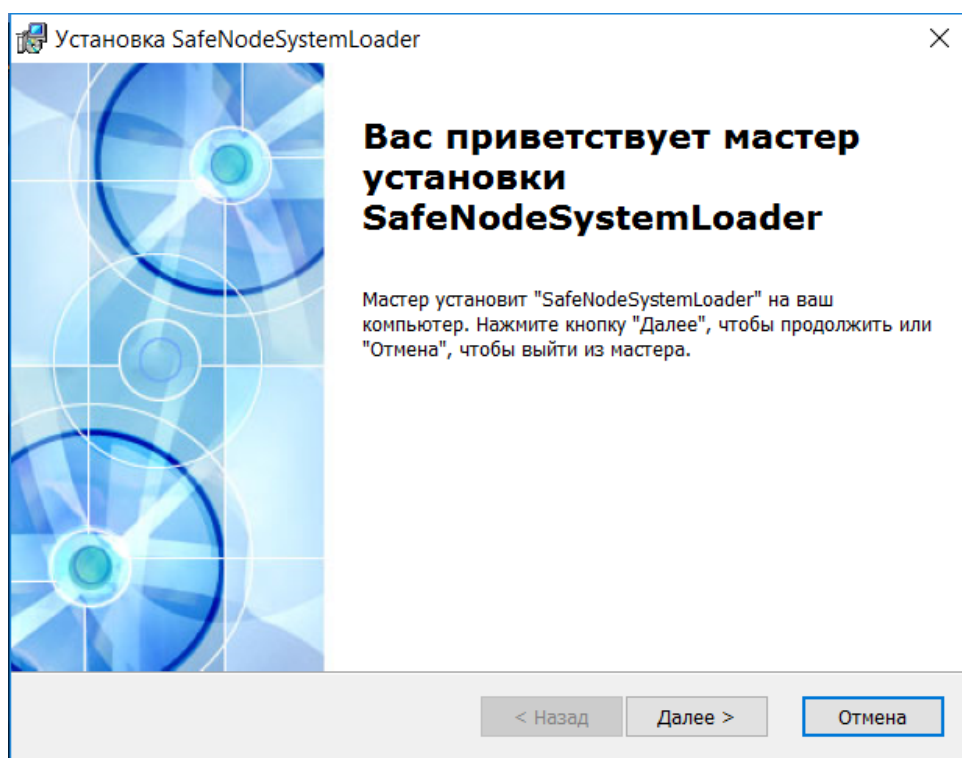 Установка SafeNodeSystemLoader
Вас приветствует мастер
установки
SafeNodeSystemLoader
Мастер установит "SafeNodeSystemLoader" на ваш
компьютер. Нажмите кнопку "Далее", чтобы продолжить или
"Отмена", чтобы выйти из мастера.
< Назад Далее > Отмена